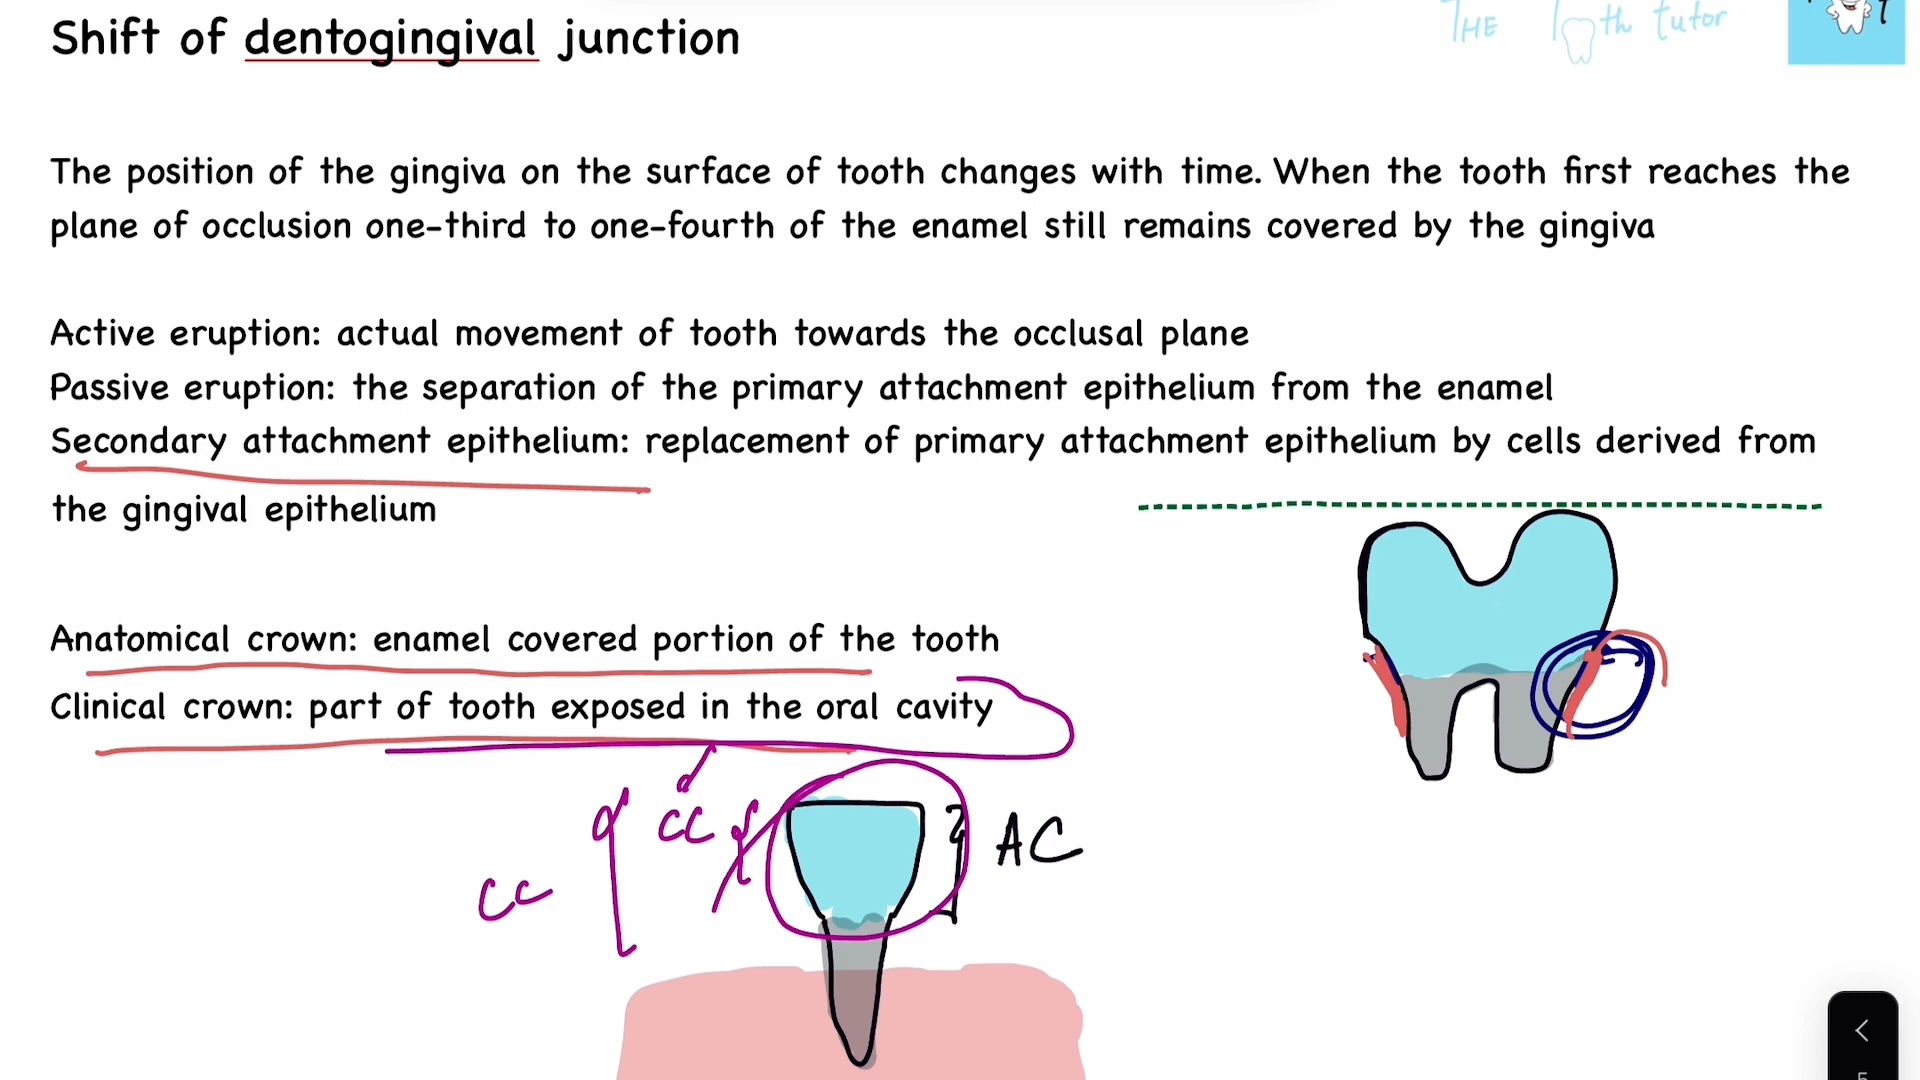 Shift of dentogingival junction
THE Tooth tutor
The position of the gingiva on the surface of tooth changes with time. When the tooth first reaches the
plane of occlusion one-third to one-fourth of the enamel still remains covered by the gingiva
Active eruption: actual movement of tooth towards the occlusal plane
Passive eruption: the separation of the primary attachment epithelium from the enamel
Secondary attachment epithelium: replacement of primary attachment epithelium by cells derived from
the gingival epithelium
Anatomical crown: enamel covered portion of the tooth
Clinical crown: part of tooth exposed in the oral cavity
CC
AC
CC